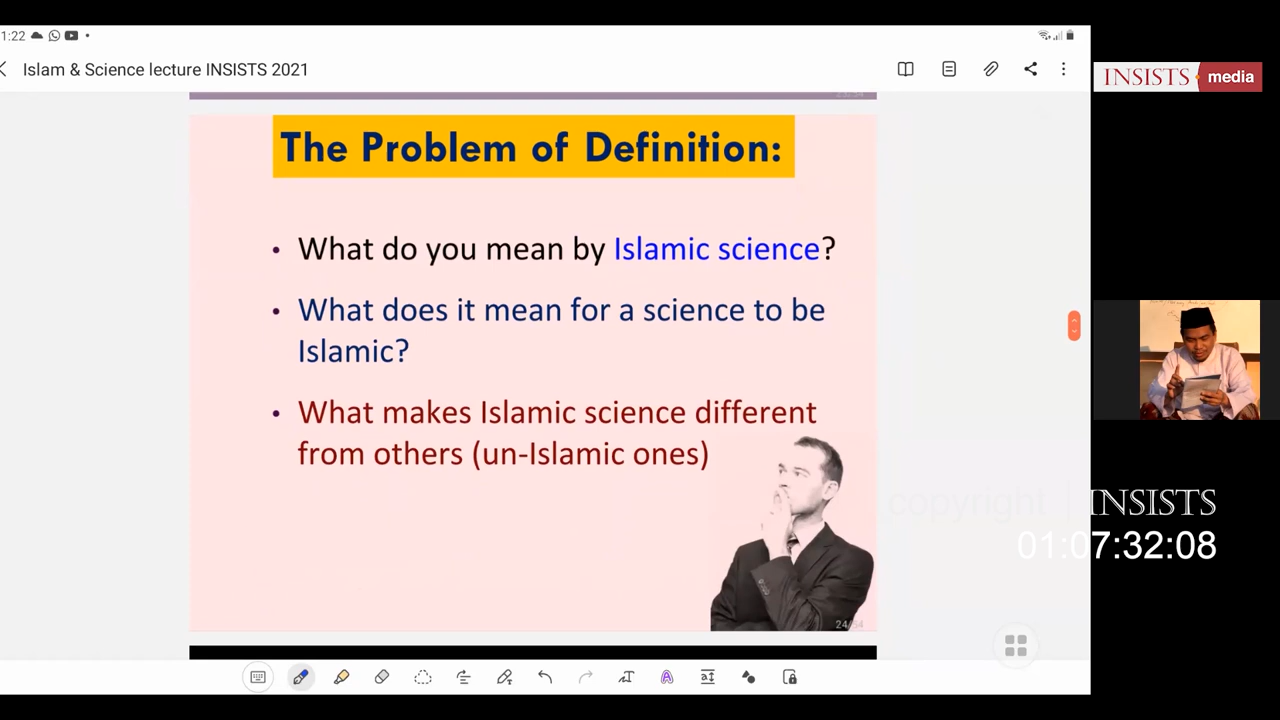 1:22
Islam & Science lecture INSISTS 2021
INSISTS media
The Problem of Definition:
• What do you mean by Islamic science?
• What does it mean for a science to be
Islamic?
• What makes Islamic science different
from others (un-Islamic ones)
copyright | INSISTS
01:07:32:08
24/54